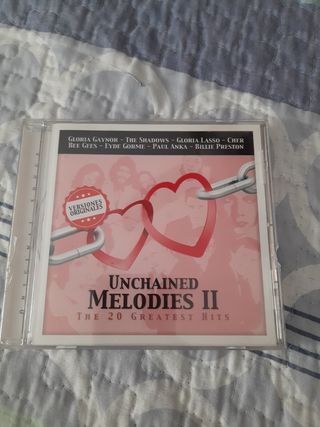 GLORIA GAYNOR - THE SHADOWS - GLORIA LASSO - CHER
BEE GEES - EYDE GORME - PAUL ANKA - BILLIE PRESTON
VERSIONES
ORIGINALES
UNCHAINED
MELODIES II
THE 20 GREATEST HITS